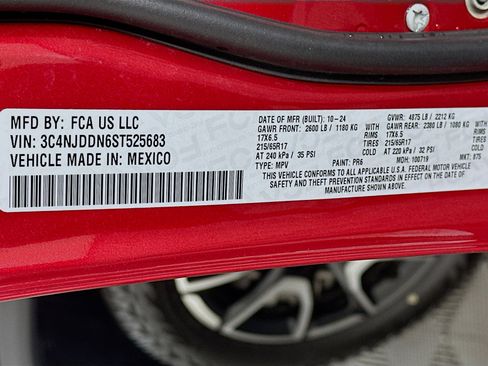 MFD BY: FCA US LLC
VIN: 3C4NJDDN6ST525683
VEHICLE MADE IN: MEXICO
DATE OF MFR (BUILT): 10-24
GAWR FRONT: 2600 LB / 1180 KG WITH
17X6.5 RIMS
215/65R17 TIRES
AT 240 kPa / 35 PSI COLD
TYPE: MPV PAINT: PR6
GVWR: 4875 LB / 2212 KG
GAWR REAR: 2380 LB / 1080 KG WITH
17X6.5 RIMS
215/65R17 TIRES
AT 220 kPa / 32 PSI COLD
MDH: 100719 MKT: 875
THIS VEHICLE CONFORMS TO ALL APPLICABLE U.S.A. FEDERAL MOTOR VEHICLE
SAFETY AND THEFT PREVENTION STANDARDS IN EFFECT ON THE DATE OF
MANUFACTURE SHOWN ABOVE.